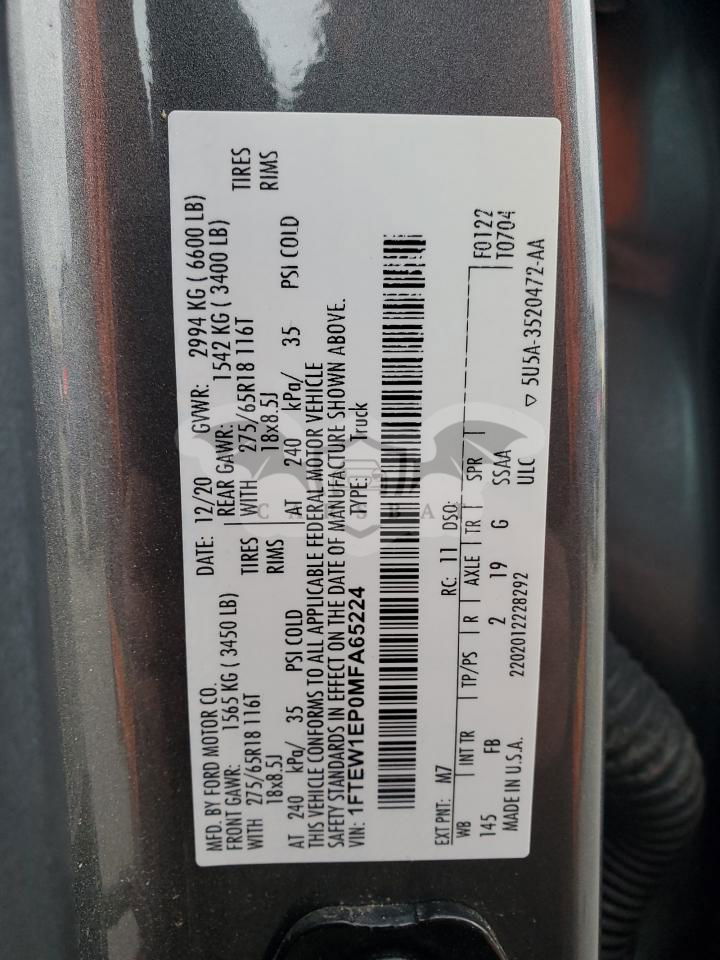 MFD. BY FORD MOTOR CO.
DATE: 12/20 GVWR: 2994 KG ( 6600 LB)
FRONT GAWR: 1565 KG ( 3450 LB)
REAR GAWR: 1542 KG ( 3400 LB)
WITH 275/65R18 116T TIRES
WITH 275/65R18 116T TIRES
18x8.5J RIMS
18x8.5J RIMS
AT 240 kPa/ 35 PSI COLD
AT 240 kPa/ 35 PSI COLD
THIS VEHICLE CONFORMS TO ALL APPLICABLE FEDERAL MOTOR VEHICLE
SAFETY STANDARDS IN EFFECT ON THE DATE OF MANUFACTURE SHOWN ABOVE.
VIN: 1FTEW1EP0MFA65224 TYPE: Truck
EXT PNT: M7 RC: 11 DSO: F0122
WB INT TR TP/PS R AXLE TR SPR T0704
145 FB 2 19 G SSAA
MADE IN U.S.A. 2202012228292 ULC
▽ 5U5A-3520472-AA